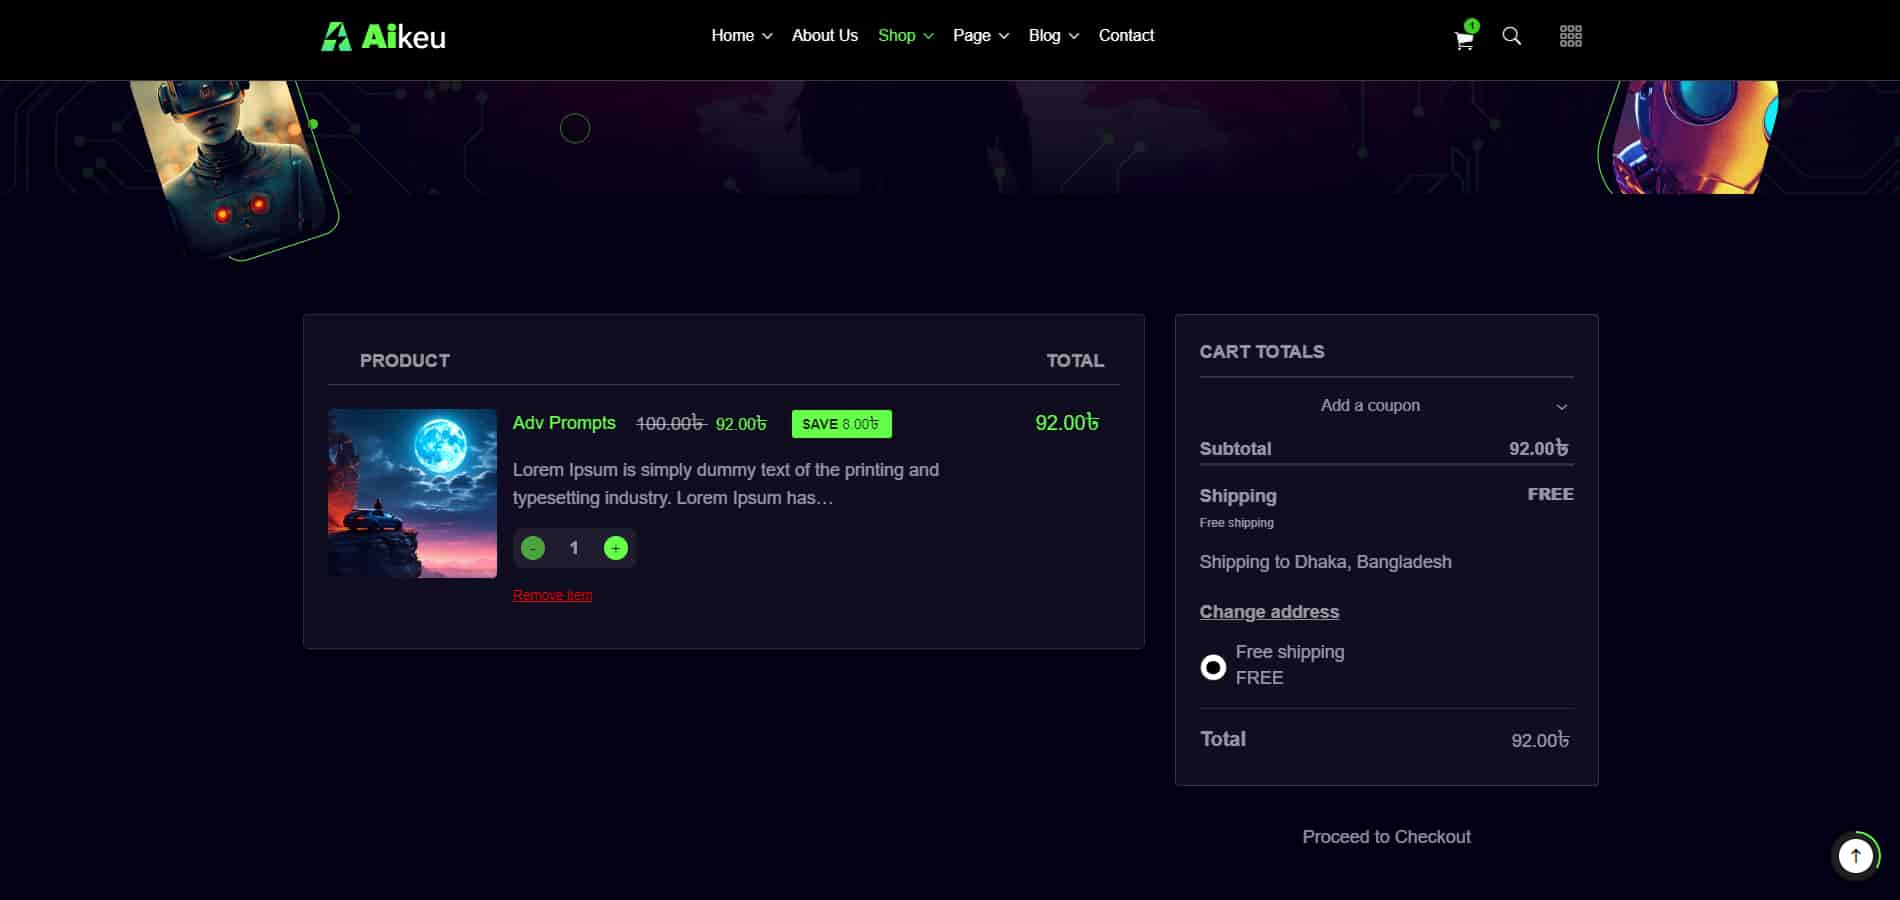 Aikeu
Home
About Us
Shop
Page
Blog
Contact
1
PRODUCT
TOTAL
Adv Prompts
100.00৳
92.00৳
SAVE 8.00৳
92.00৳
Lorem Ipsum is simply dummy text of the printing and
typesetting industry. Lorem Ipsum has…
- 1 +
Remove item
CART TOTALS
Add a coupon
Subtotal 92.00৳
Shipping FREE
Free shipping
Shipping to Dhaka, Bangladesh
Change address
Free shipping
FREE
Total 92.00৳
Proceed to Checkout